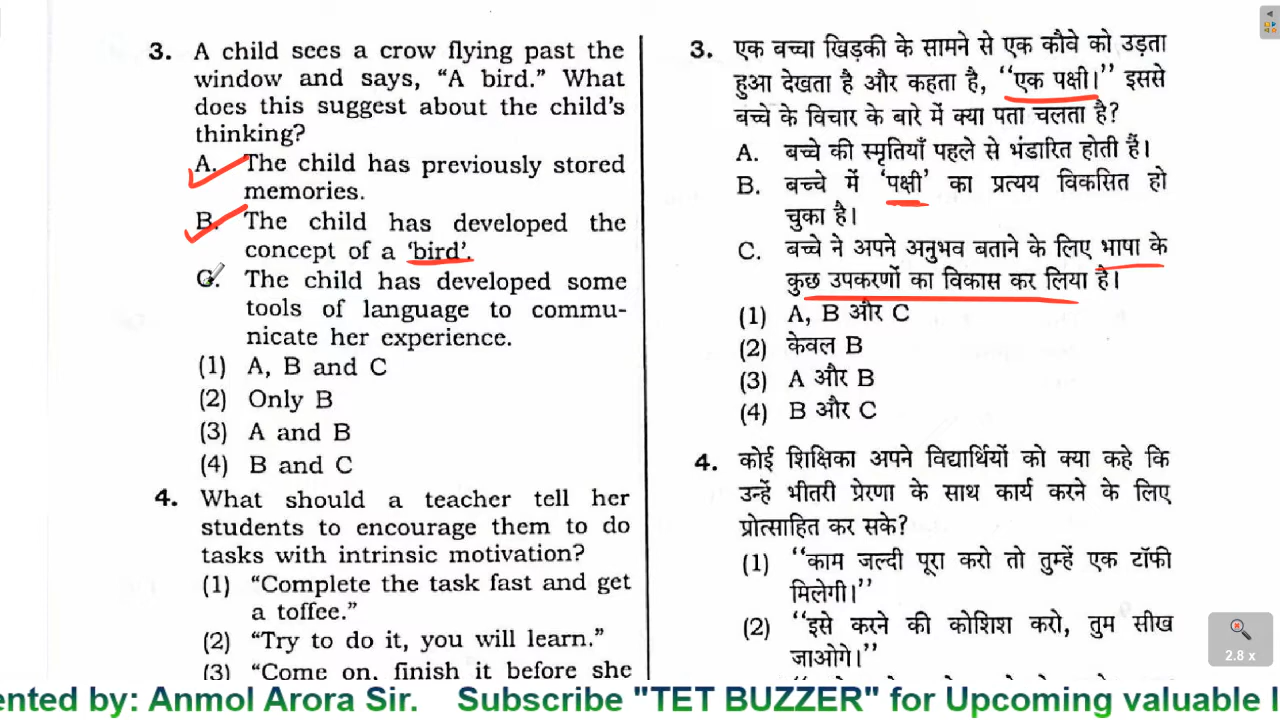 3. A child sees a crow flying past the
window and says, “A bird.” What
does this suggest about the child's
thinking?
A. The child has previously stored
memories.
B. The child has developed the
concept of a ‘bird’.
C. The child has developed some
tools of language to commu-
nicate her experience.
(1) A, B and C
(2) Only B
(3) A and B
(4) B and C
4. What should a teacher tell her
students to encourage them to do
tasks with intrinsic motivation?
(1) “Complete the task fast and get
a toffee.”
(2) “Try to do it, you will learn.”
(3) “Come on, finish it before she
3. एक बच्चा खिड़की के सामने से एक कौवे को उड़ता
हुआ देखता है और कहता है, “एक पक्षी।” इससे
बच्चे के विचार के बारे में क्या पता चलता है?
A. बच्चे की स्मृतियाँ पहले से भंडारित होती हैं।
B. बच्चे में ‘पक्षी’ का प्रत्यय विकसित हो
चुका है।
C. बच्चे ने अपने अनुभव बताने के लिए भाषा के
कुछ उपकरणों का विकास कर लिया है।
(1) A, B और C
(2) केवल B
(3) A और B
(4) B और C
4. कोई शिक्षिका अपने विद्यार्थियों को क्या कहे कि
उन्हें भीतरी प्रेरणा के साथ कार्य करने के लिए
प्रोत्साहित कर सके?
(1) “काम जल्दी पूरा करो तो तुम्हें एक टॉफी
मिलेगी।”
(2) “इसे करने की कोशिश करो, तुम सीख
जाओगे।”
2.8 x
ented by: Anmol Arora Sir. Subscribe "TET BUZZER" for Upcoming valuable